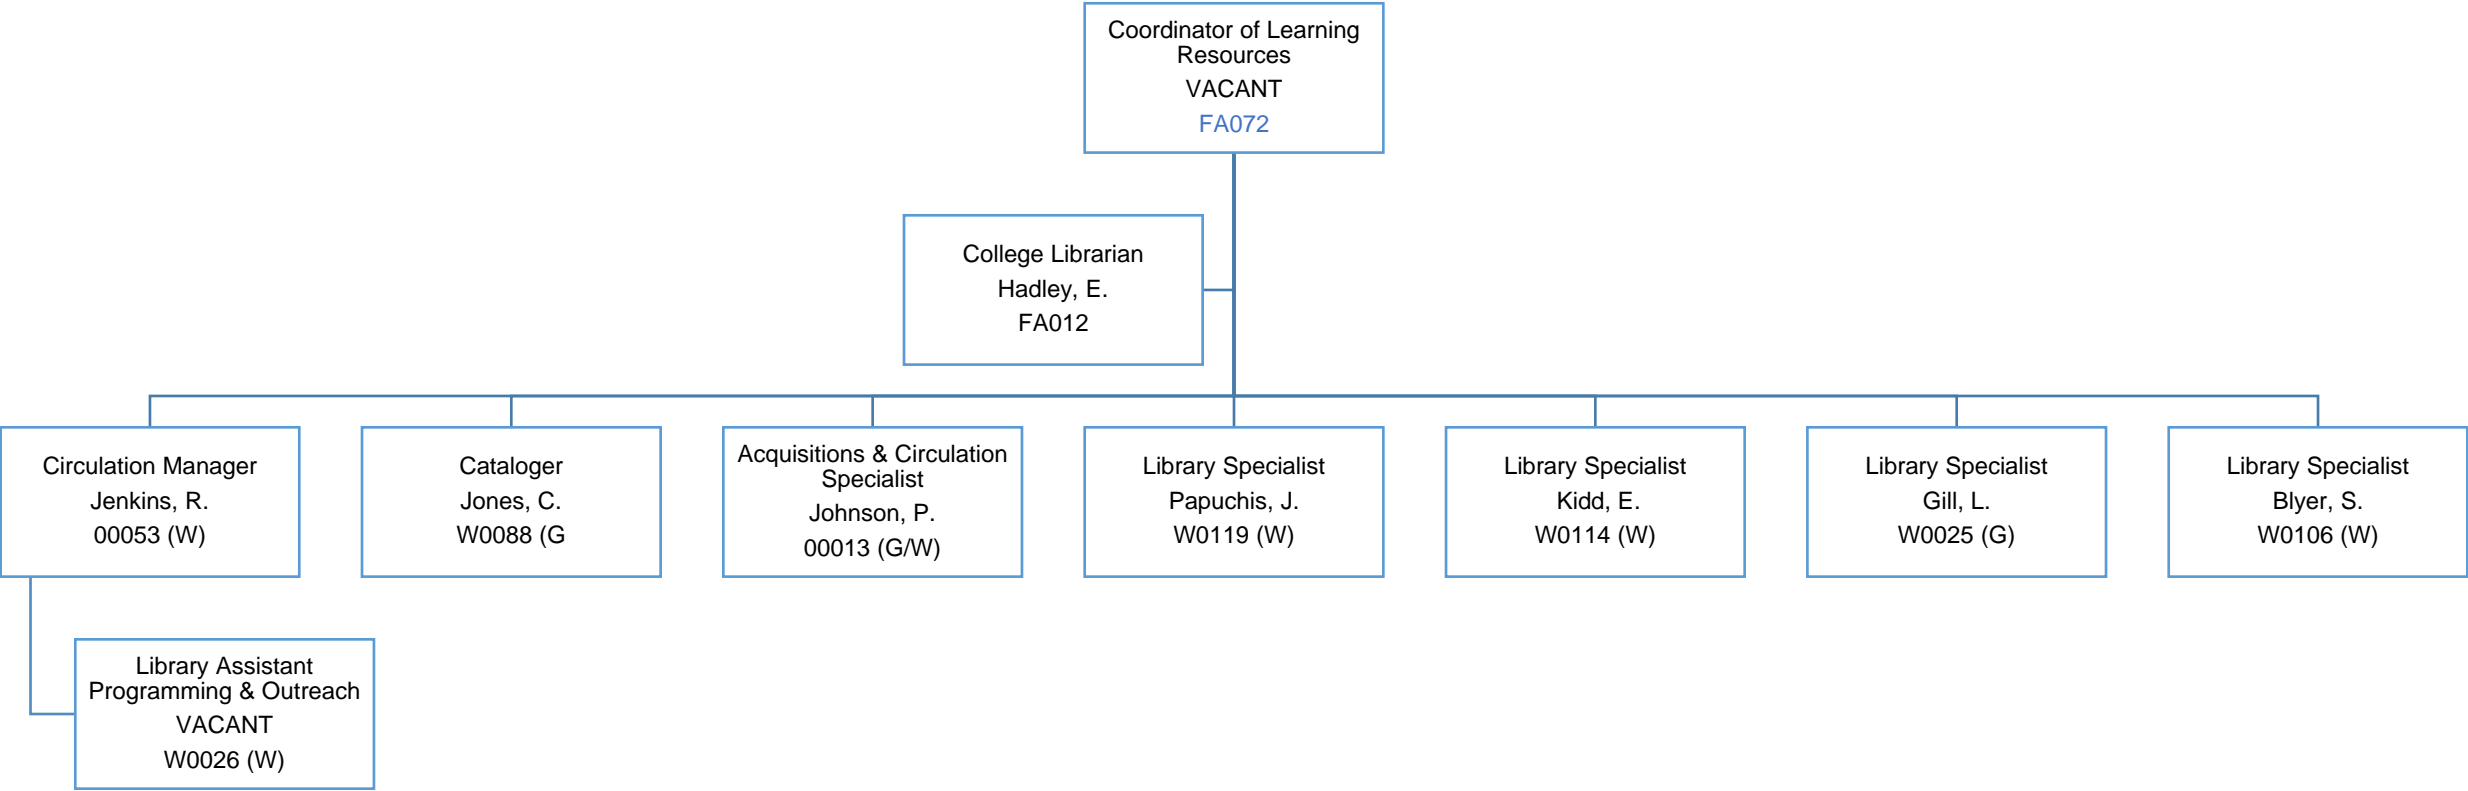 Coordinator of Learning
Resources
VACANT
FA072
College Librarian
Hadley, E.
FA012
Circulation Manager
Jenkins, R.
00053 (W)
Cataloger
Jones, C.
W0088 (G
Acquisitions & Circulation
Specialist
Johnson, P.
00013 (G/W)
Library Specialist
Papuchis, J.
W0119 (W)
Library Specialist
Kidd, E.
W0114 (W)
Library Specialist
Gill, L.
W0025 (G)
Library Specialist
Blyer, S.
W0106 (W)
Library Assistant
Programming & Outreach
VACANT
W0026 (W)